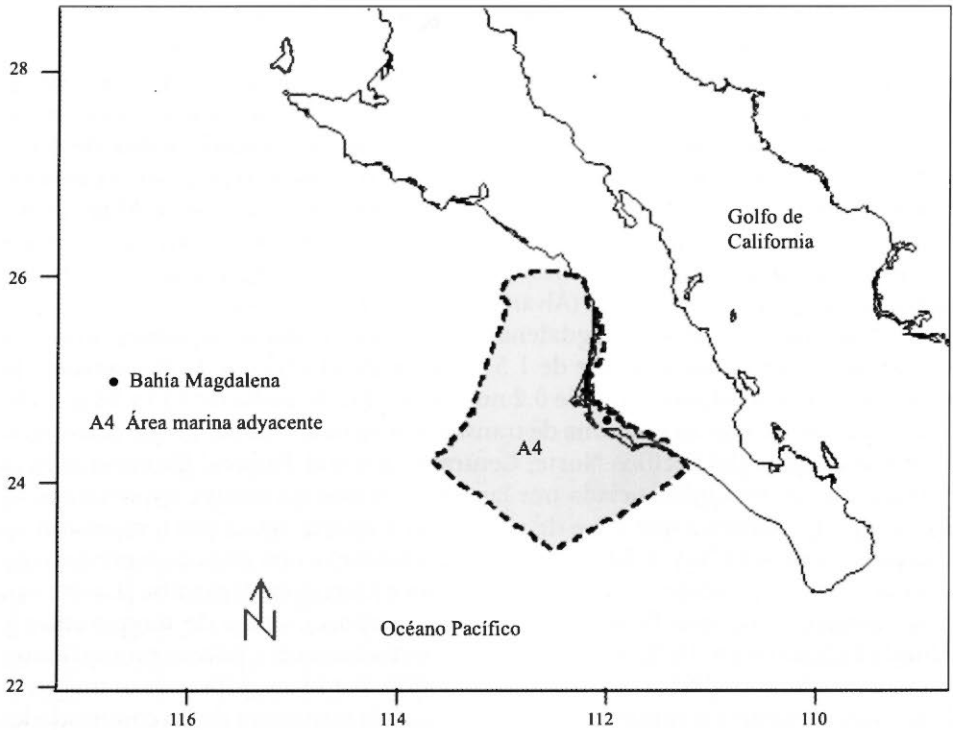 28
26
24
22
116
114
112
110
Golfo de
California
Bahía Magdalena
A4 Área marina adyacente
A4
N
Océano Pacífico